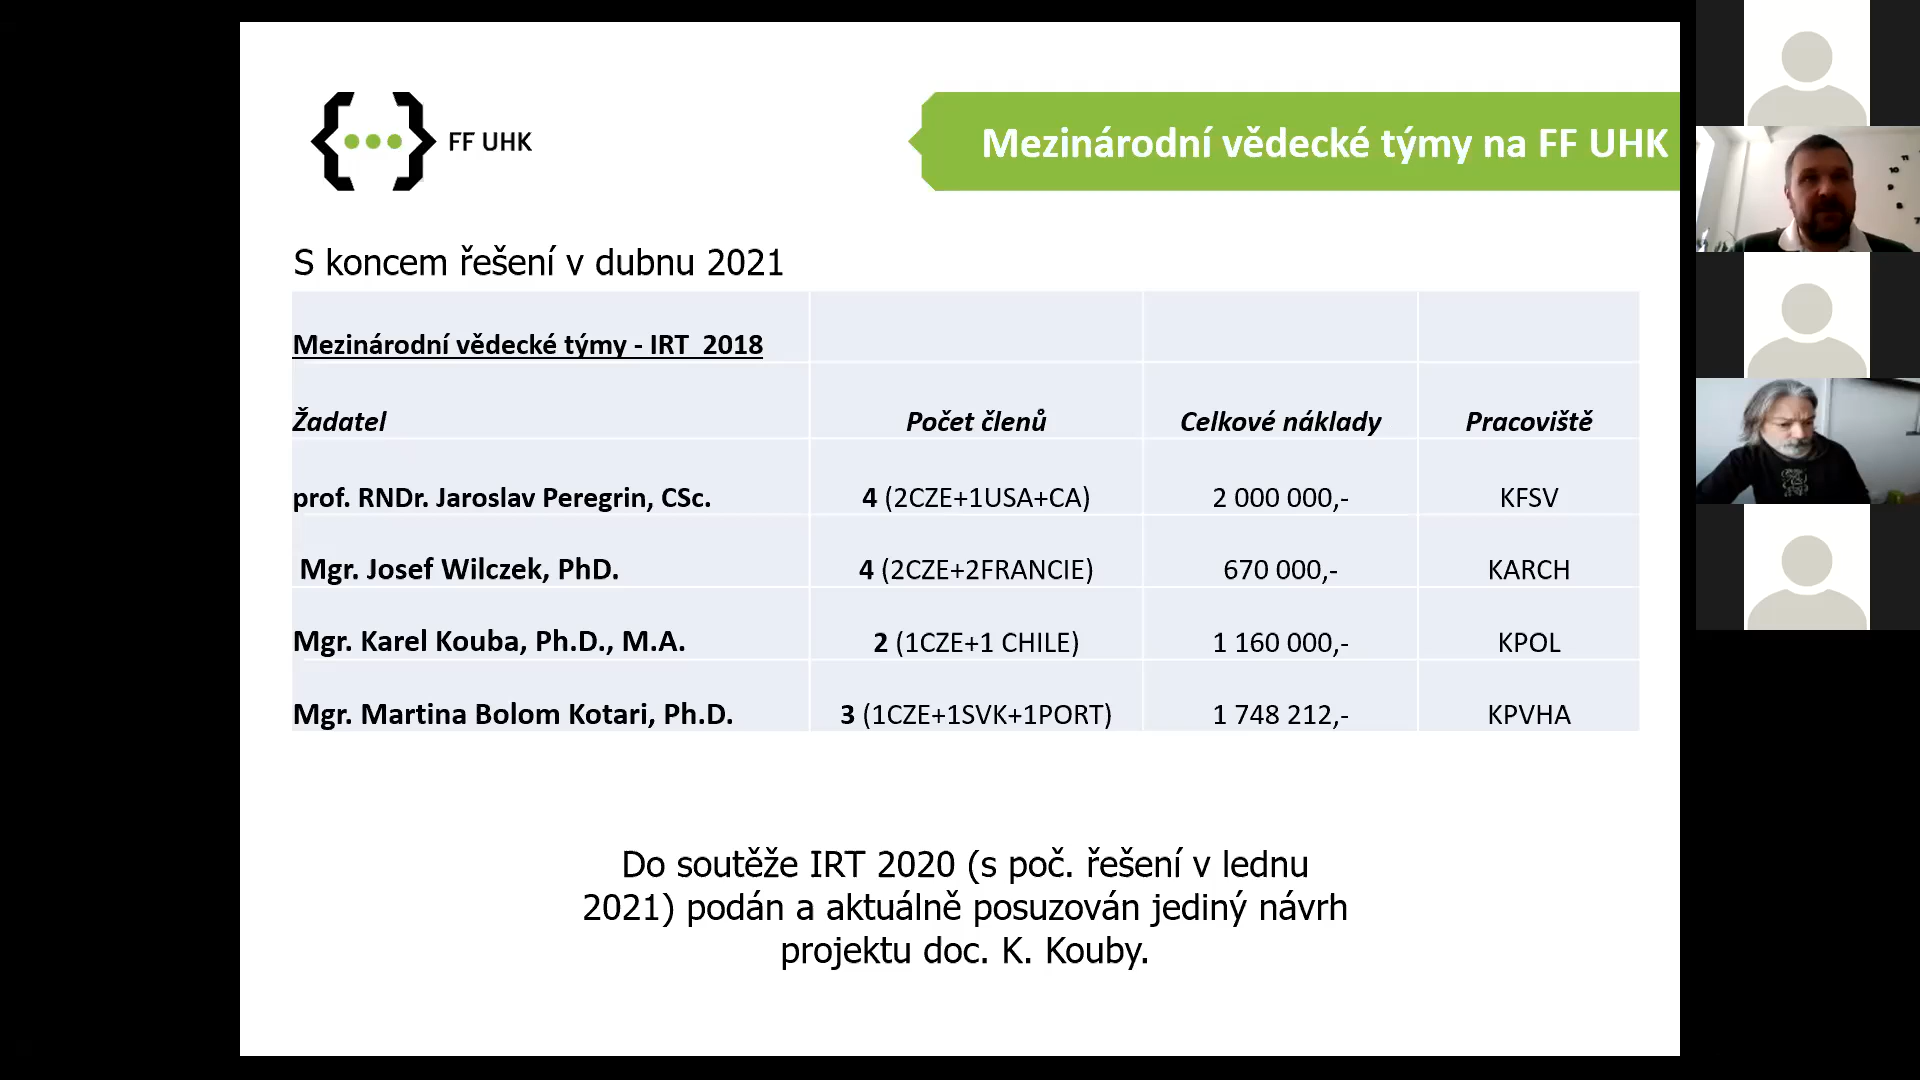 FF UHK
Mezinárodní vědecké týmy na FF UHK
S koncem řešení v dubnu 2021
Mezinárodní vědecké týmy - IRT  2018
Žadatel Počet členů Celkové náklady Pracoviště
prof. RNDr. Jaroslav Peregrin, CSc. 4 (2CZE+1USA+CA) 2 000 000,- KFSV
Mgr. Josef Wilczek, PhD. 4 (2CZE+2FRANCIE) 670 000,- KARCH
Mgr. Karel Kouba, Ph.D., M.A. 2 (1CZE+1 CHILE) 1 160 000,- KPOL
Mgr. Martina Bolom Kotari, Ph.D. 3 (1CZE+1SVK+1PORT) 1 748 212,- KPVHA
Do soutěže IRT 2020 (s poč. řešení v lednu
2021) podán a aktuálně posuzován jediný návrh
projektu doc. K. Kouby.